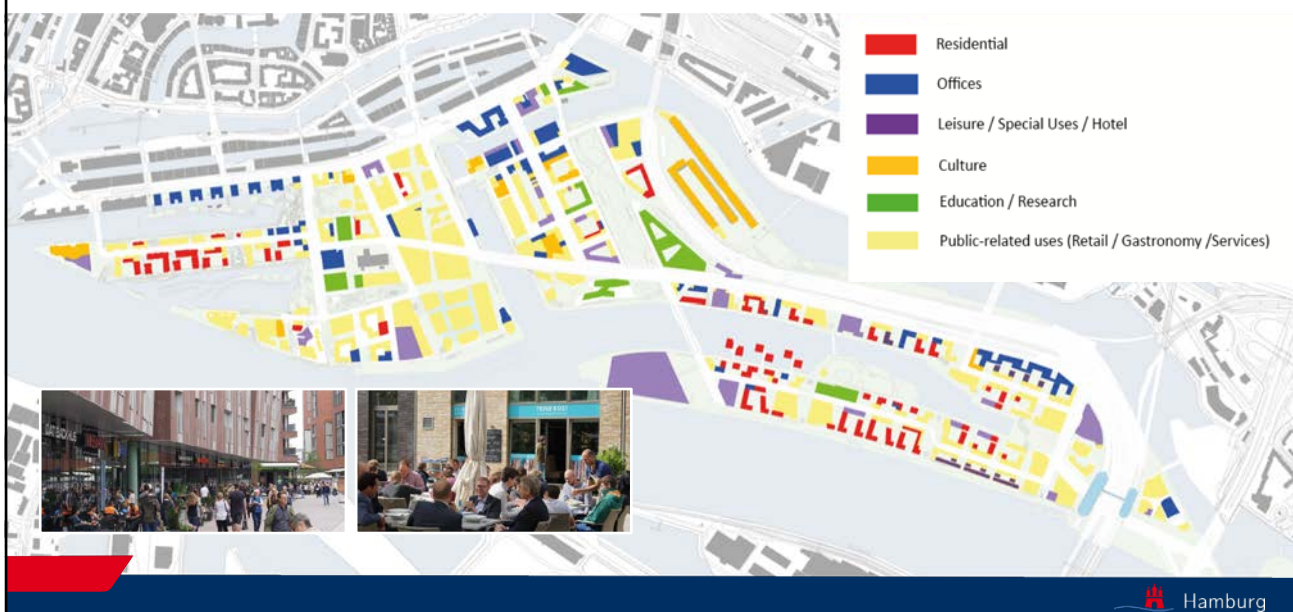 Residential
Offices
Leisure / Special Uses / Hotel
Culture
Education / Research
Public-related uses (Retail / Gastronomy /Services)
Hamburg